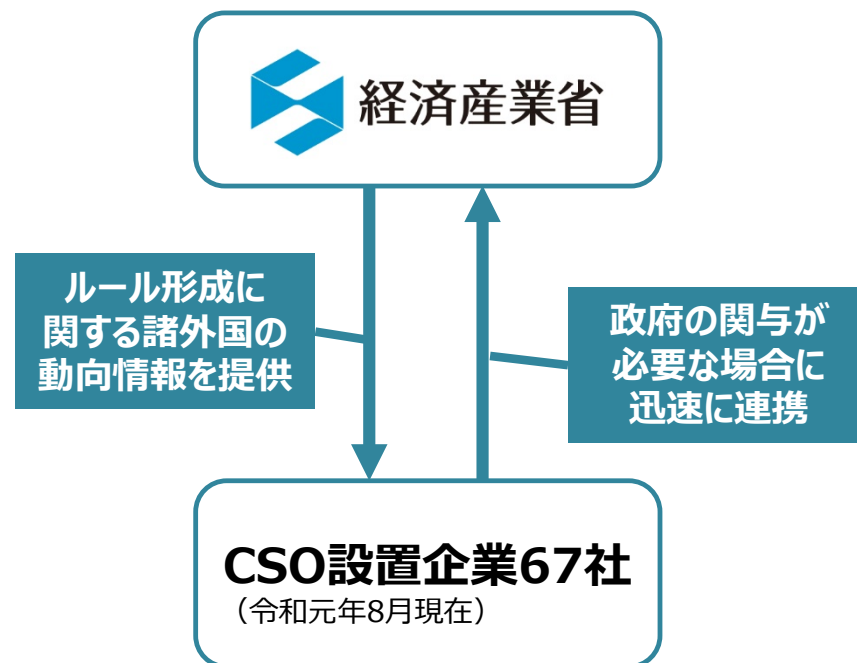 経済産業省
ルール形成に
関する諸外国の
動向情報を提供
政府の関与が
必要な場合に
迅速に連携
CSO設置企業67社
（令和元年8月現在）